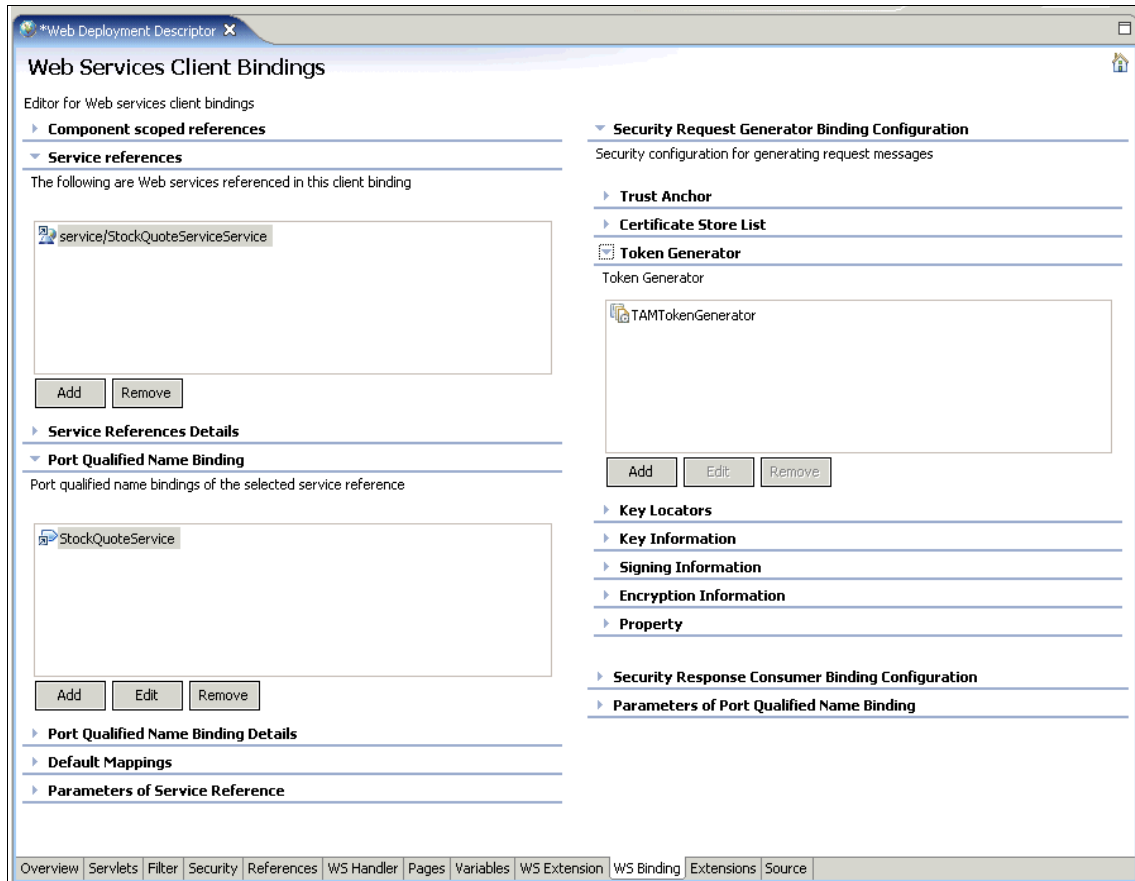 *Web Deployment Descriptor X
Web Services Client Bindings
Editor for Web services client bindings
Component scoped references
Service references
The following are Web services referenced in this client binding
service/StockQuoteServiceService
Add Remove
Service References Details
Port Qualified Name Binding
Port qualified name bindings of the selected service reference
StockQuoteService
Add Edit Remove
Port Qualified Name Binding Details
Default Mappings
Parameters of Service Reference
Security Request Generator Binding Configuration
Security configuration for generating request messages
Trust Anchor
Certificate Store List
Token Generator
Token Generator
TAMTokenGenerator
Add Edit Remove
Key Locators
Key Information
Signing Information
Encryption Information
Property
Security Response Consumer Binding Configuration
Parameters of Port Qualified Name Binding
Overview Servlets Filter Security References WS Handler Pages Variables WS Extension WS Binding Extensions Source